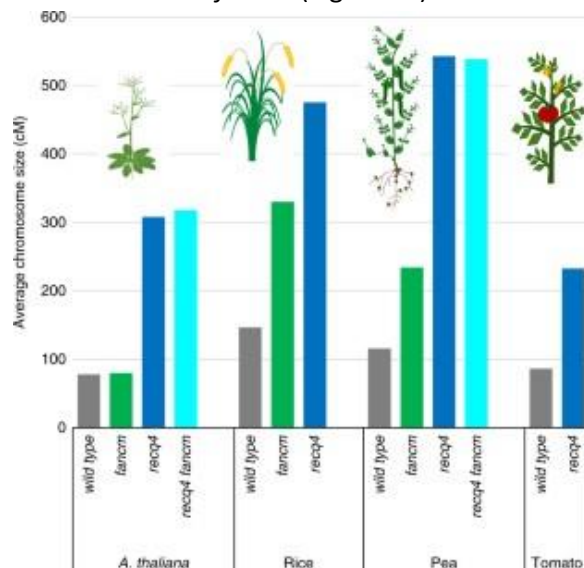 600
500
400
300
200
100
0
Average chromosome size (cM)
wild type
fancm
recq4
recq4 fancm
wild type
fancm
recq4
wild type
fancm
recq4
recq4 fancm
wild type
recq4
A. thaliana
Rice
Pea
Tomato